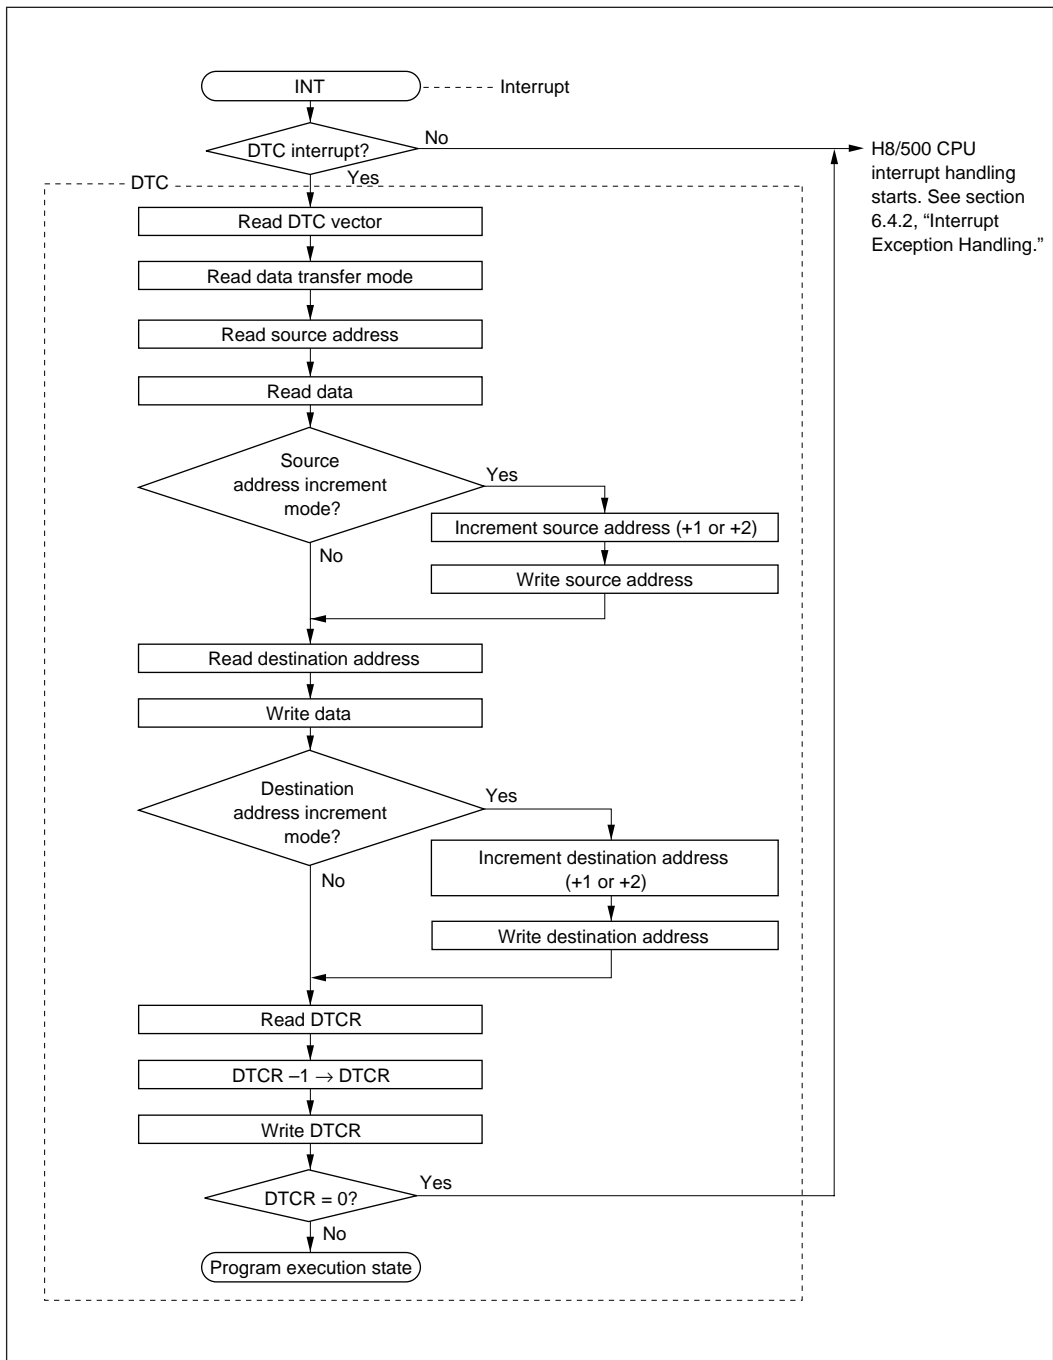 INT
Interrupt
DTC interrupt?
No
H8/500 CPU
interrupt handling
starts. See section
6.4.2, “Interrupt
Exception Handling.”
DTC
Yes
Read DTC vector
Read data transfer mode
Read source address
Read data
Source
address increment
mode?
Yes
Increment source address (+1 or +2)
No
Write source address
Read destination address
Write data
Destination
address increment
mode?
Yes
Increment destination address
(+1 or +2)
No
Write destination address
Read DTCR
DTCR –1 → DTCR
Write DTCR
DTCR = 0?
Yes
No
Program execution state